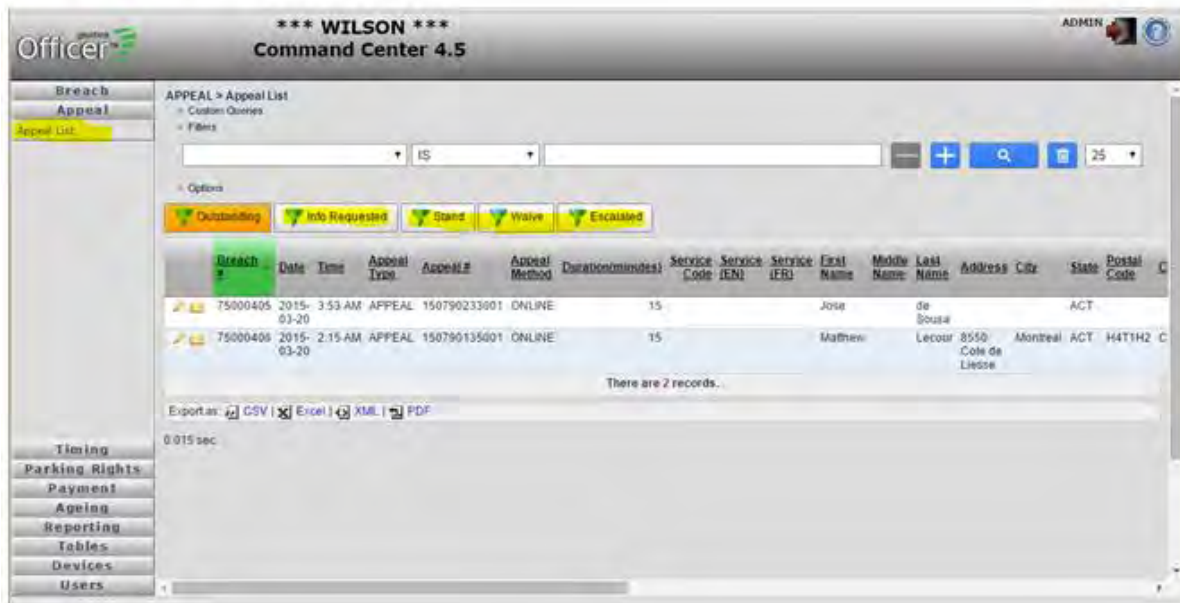 Officer
*** WILSON ***
Command Center 4.5
ADMIN
Breach
Appeal
Appeal List
APPEAL > Appeal List
Custom Queries
Filters
IS
25
Options
Outstanding Info Requested Stand Waive Escalated
Breach # Date Time Appeal Type Appeal # Appeal Method Duration(minutes) Service Code Service (EN) Service (FR) First Name Middle Name Last Name Address City State Postal Code C
75000405 2015-03-20 3:53 AM APPEAL 150790233001 ONLINE 15 Jose de Sousa ACT
75000406 2015-03-20 2:15 AM APPEAL 150790135001 ONLINE 15 Matthew Lecour 8550 Cote de Liesse Montreal ACT H4T1H2 C
There are 2 records.
Export as: CSV | Excel | XML | PDF
0.015 sec
Timing
Parking Rights
Payment
Ageing
Reporting
Tables
Devices
Users